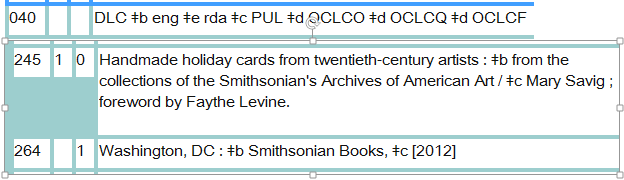 040 DLC ǂb eng ǂe rda ǂc PUL ǂd OCLCO ǂd OCLCQ ǂd OCLCF
245 1 0 Handmade holiday cards from twentieth-century artists : ǂb from the
collections of the Smithsonian's Archives of American Art / ǂc Mary Savig ;
foreword by Faythe Levine.
264 1 Washington, DC : ǂb Smithsonian Books, ǂc [2012]